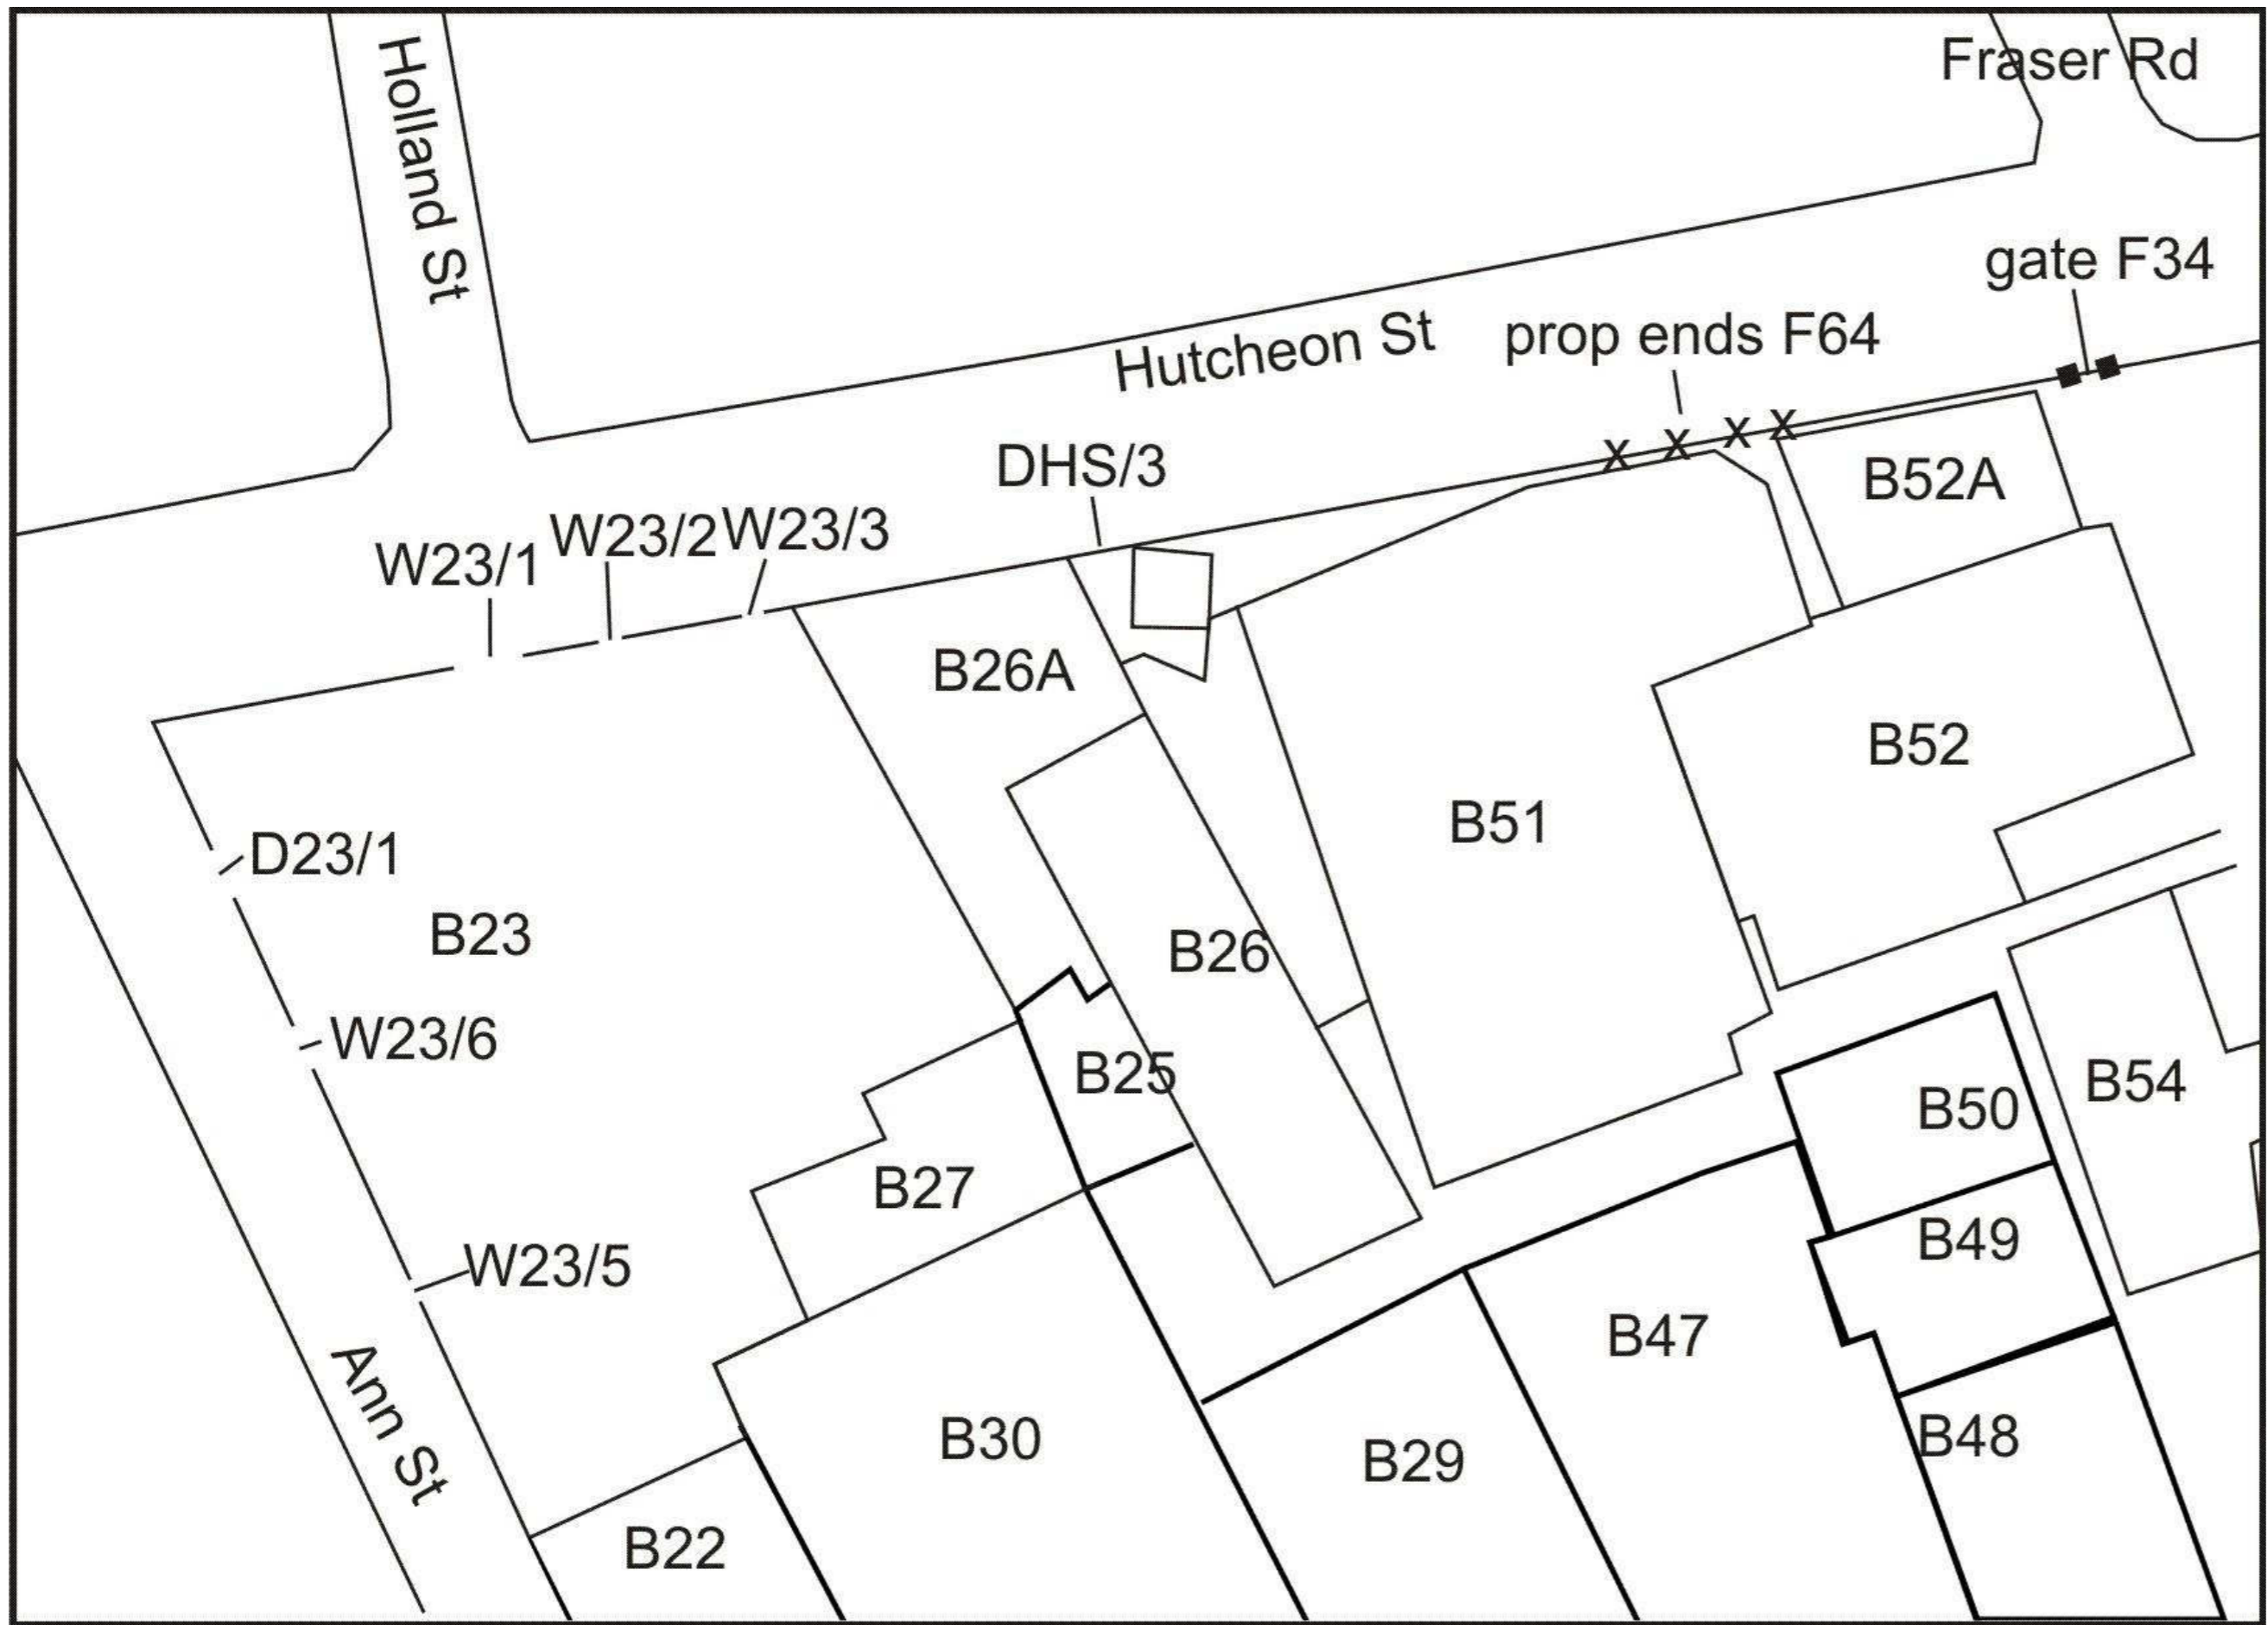 Fraser Rd
Holland St
gate F34
Hutcheon St
prop ends F64
x x x x
DHS/3
B52A
W23/1
W23/2
W23/3
B26A
B52
B51
D23/1
B23
B26
W23/6
B25
B54
B50
B27
B49
W23/5
B47
Ann St
B30
B29
B48
B22